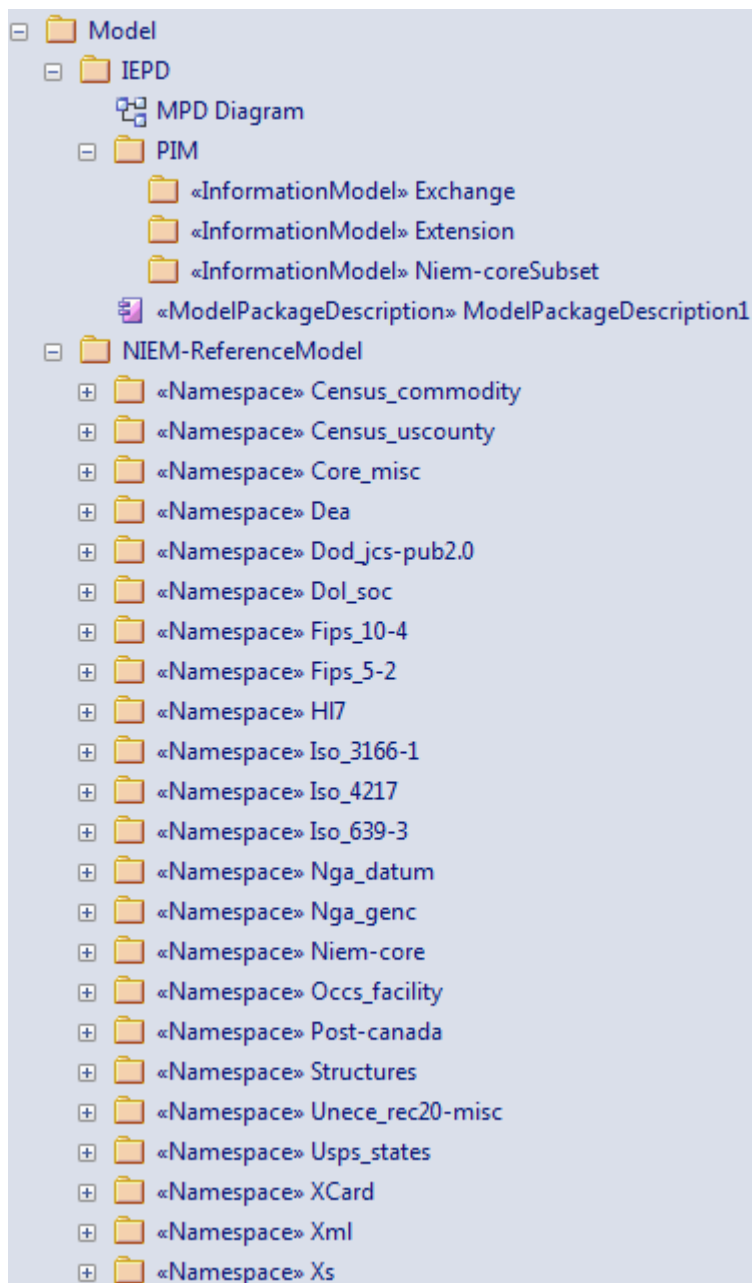 Model
IEPD
MPD Diagram
PIM
«InformationModel» Exchange
«InformationModel» Extension
«InformationModel» Niem-coreSubset
«ModelPackageDescription» ModelPackageDescription1
NIEM-ReferenceModel
«Namespace» Census_commodity
«Namespace» Census_uscounty
«Namespace» Core_misc
«Namespace» Dea
«Namespace» Dod_jcs-pub2.0
«Namespace» Dol_soc
«Namespace» Fips_10-4
«Namespace» Fips_5-2
«Namespace» Hl7
«Namespace» Iso_3166-1
«Namespace» Iso_4217
«Namespace» Iso_639-3
«Namespace» Nga_datum
«Namespace» Nga_genc
«Namespace» Niem-core
«Namespace» Occs_facility
«Namespace» Post-canada
«Namespace» Structures
«Namespace» Unece_rec20-misc
«Namespace» Usps_states
«Namespace» XCard
«Namespace» Xml
«Namespace» Xs